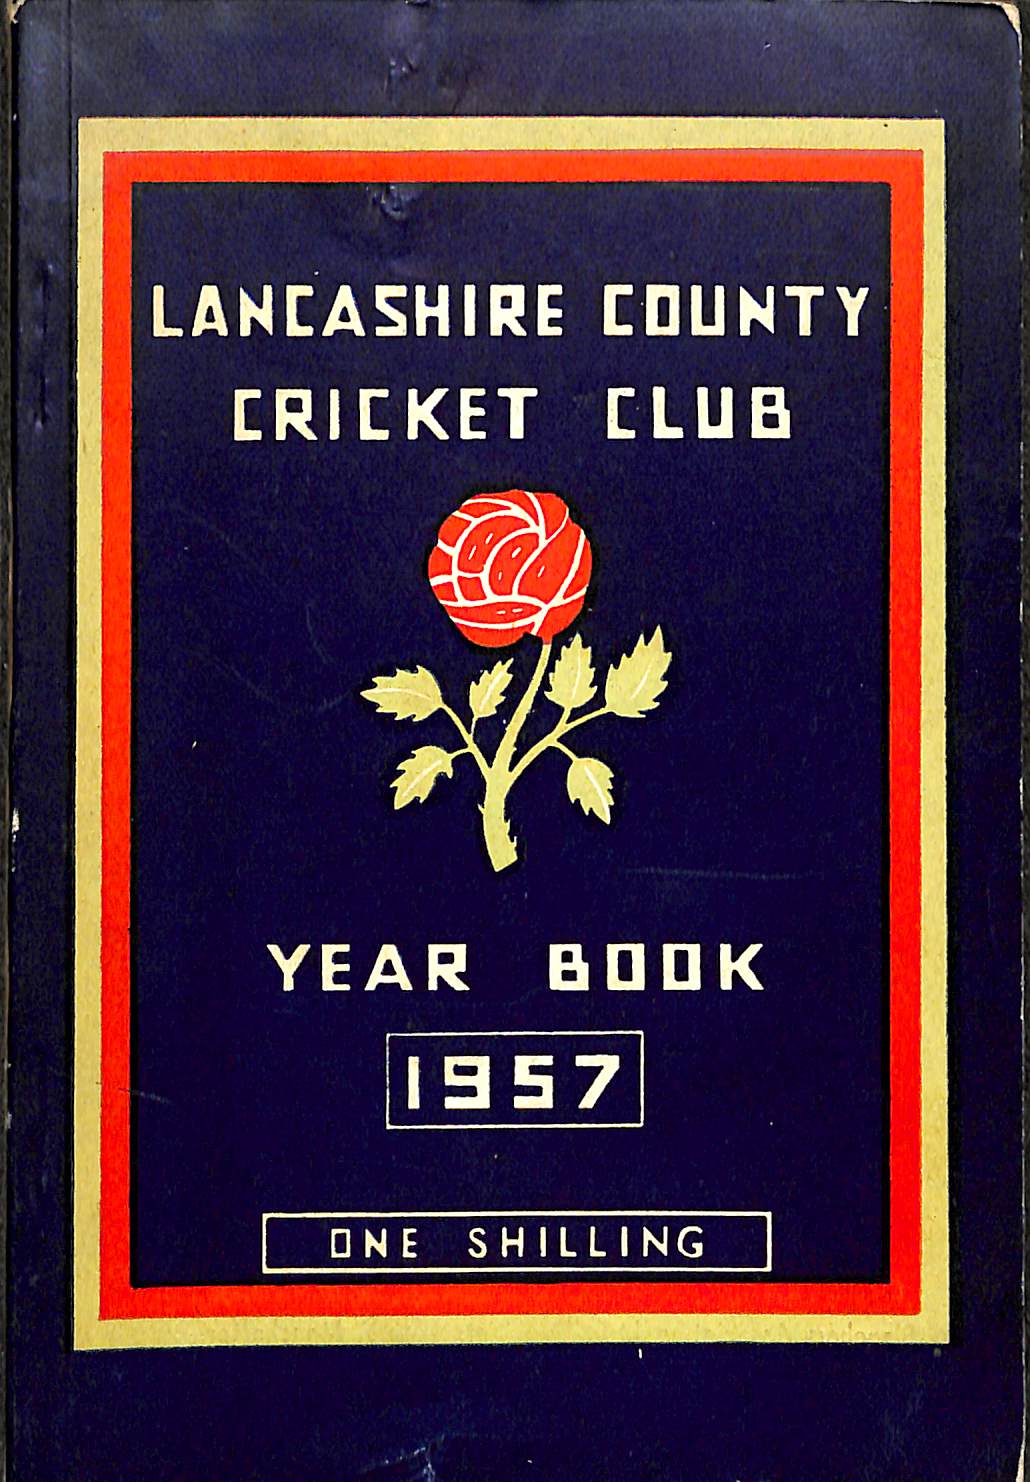 LANCASHIRE COUNTY
CRICKET CLUB
YEAR BOOK
1957
ONE SHILLING